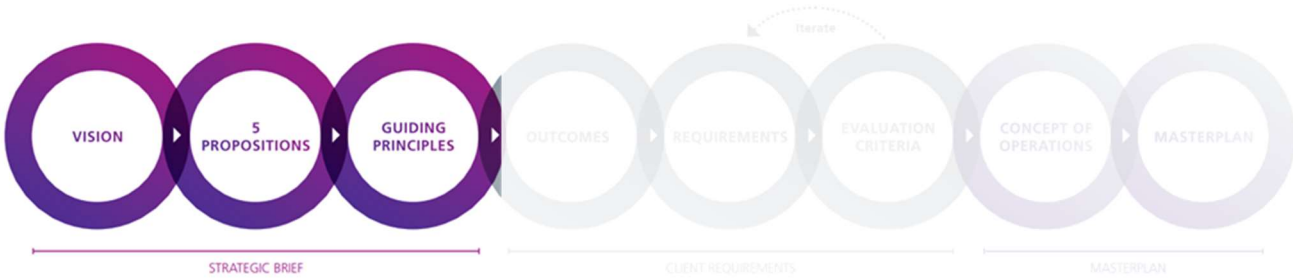 Iterate
VISION
5
PROPOSITIONS
GUIDING
PRINCIPLES
OUTCOMES
REQUIREMENTS
EVALUATION
CRITERIA
CONCEPT OF
OPERATIONS
MASTERPLAN
STRATEGIC BRIEF
CLIENT REQUIREMENTS
MASTERPLAN